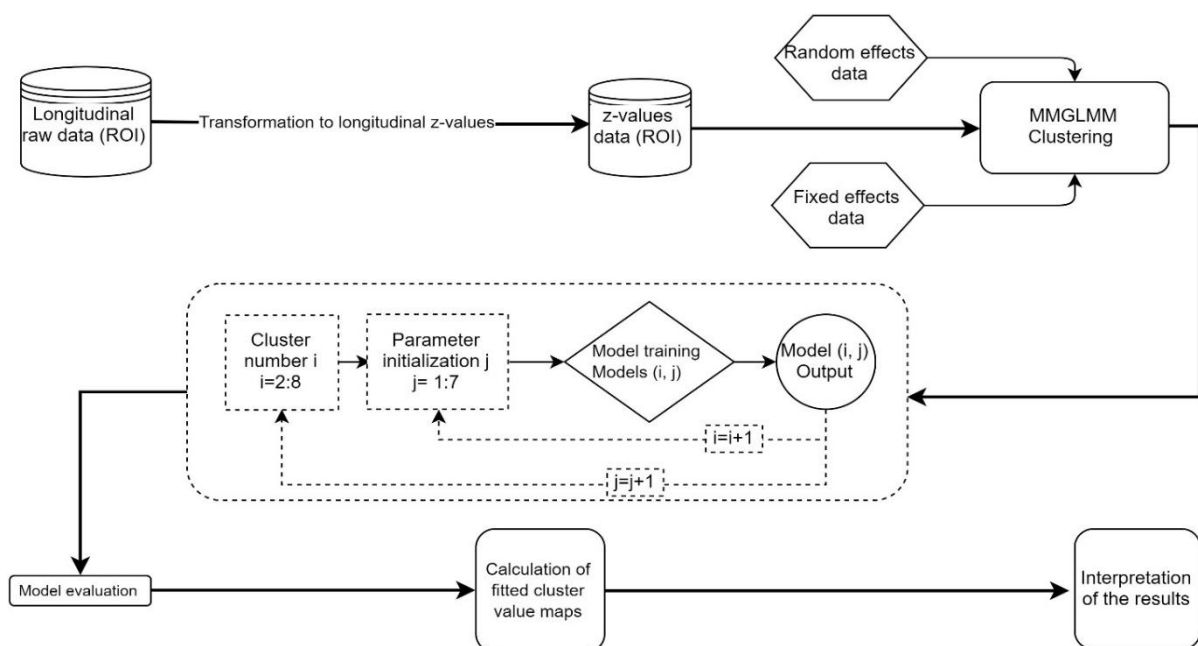 Longitudinal
raw data (ROI)
Transformation to longitudinal z-values
z-values
data (ROI)
Random effects
data
MMGLMM
Clustering
Fixed effects
data
Cluster
number i
i=2:8
Parameter
initialization j
j= 1:7
Model training
Models (i, j)
Model (i, j)
Output
i=i+1
j=j+1
Model evaluation
Calculation of
fitted cluster
value maps
Interpretation
of the results